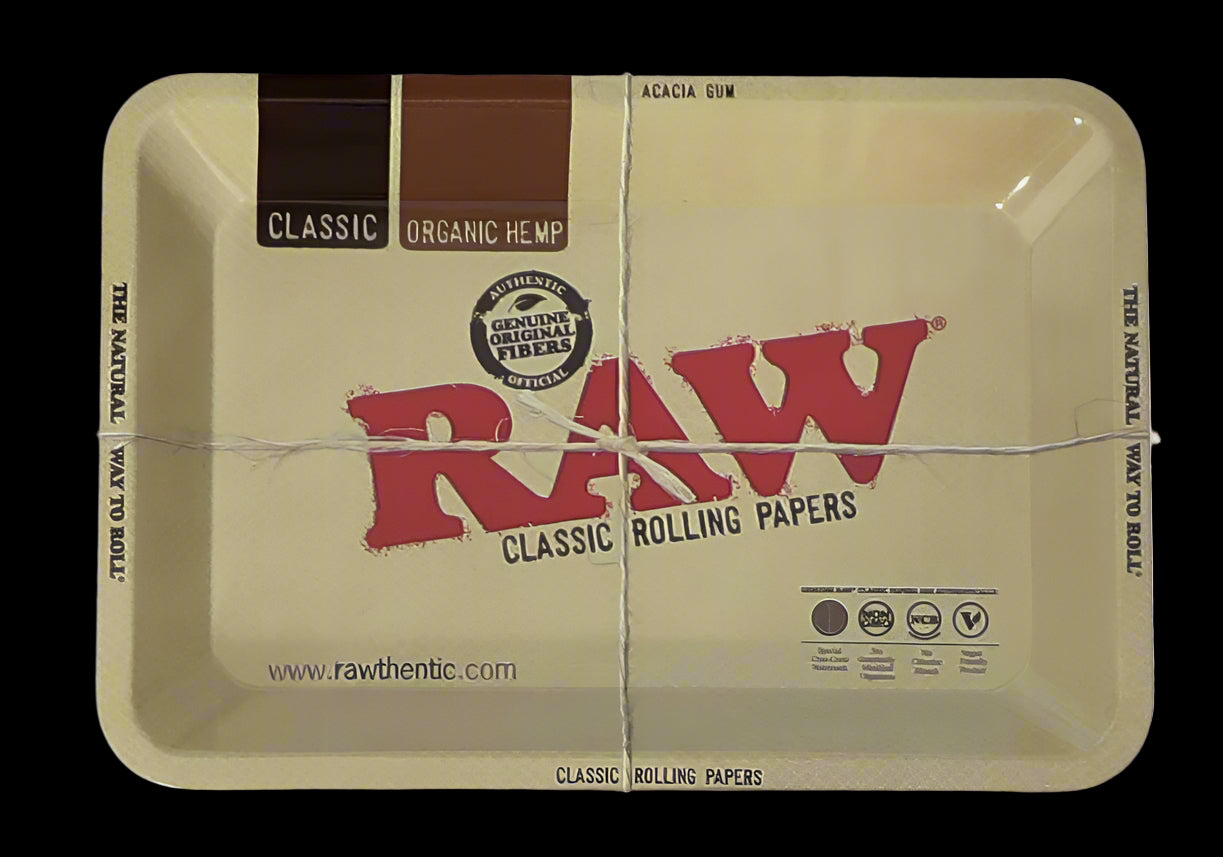 ACACIA GUM
CLASSIC
ORGANIC HEMP
AUTHENTIC
GENUINE
ORIGINAL
FIBERS
OFFICIAL
RAW®
CLASSIC ROLLING PAPERS
THE NATURAL WAY TO ROLL
THE NATURAL WAY TO ROLL
NON
V
www.rawthentic.com
CLASSIC ROLLING PAPERS